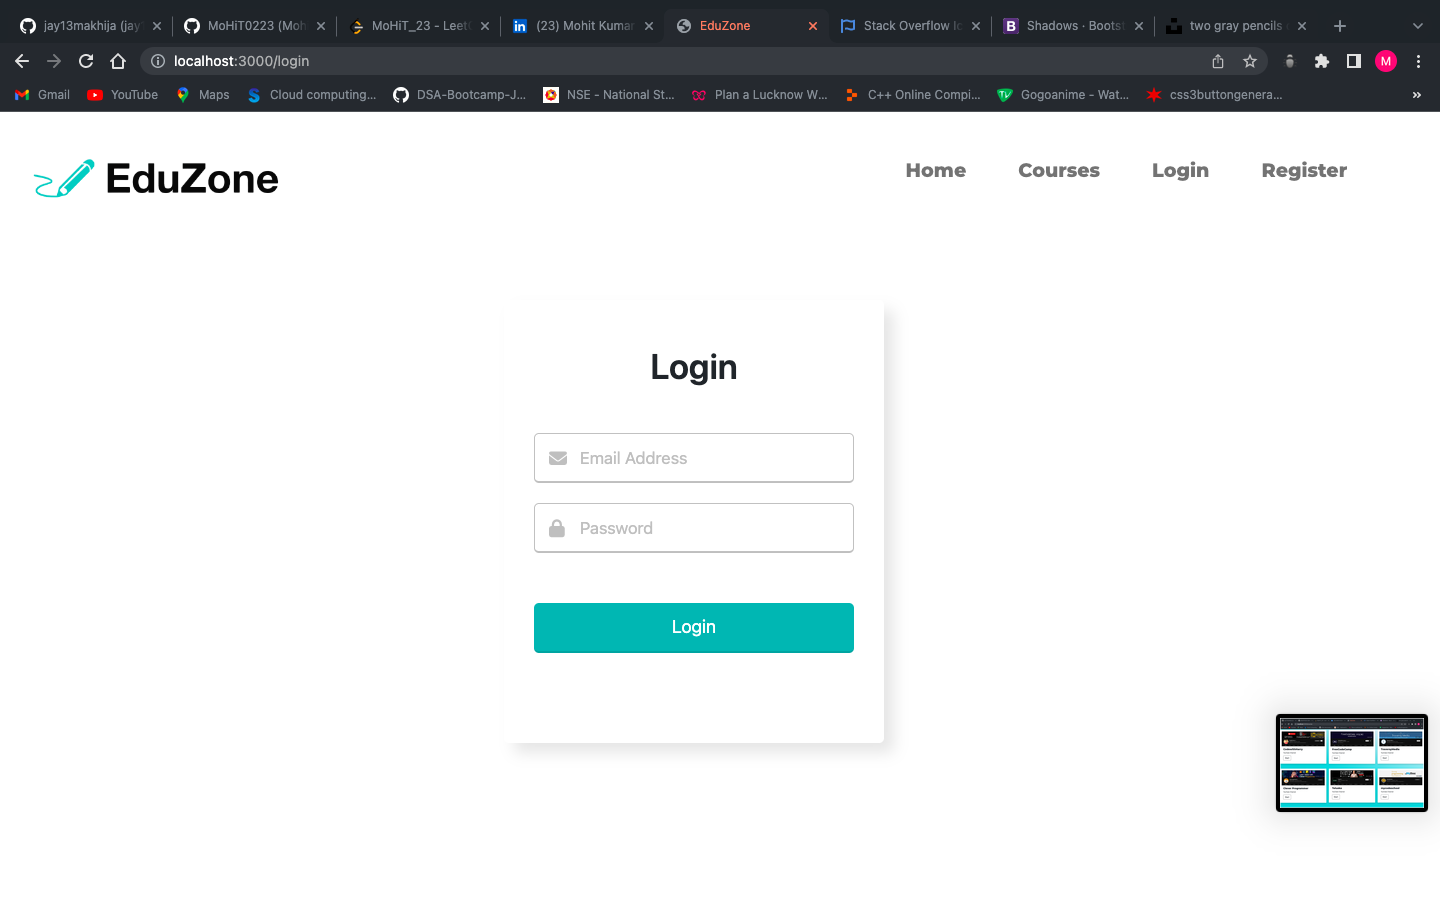 jay13makhija (jay
MoHiT0223 (Moh
MoHiT_23 - Leet
(23) Mohit Kumar
EduZone
Stack Overflow Ic
Shadows · Bootst
two gray pencils
localhost:3000/login
M
Gmail
YouTube
Maps
Cloud computing...
DSA-Bootcamp-J...
NSE - National St...
Plan a Lucknow W...
C++ Online Compi...
Gogoanime - Wat...
css3buttongenera...
»
EduZone
Home
Courses
Login
Register
Login
Email Address
Password
Login